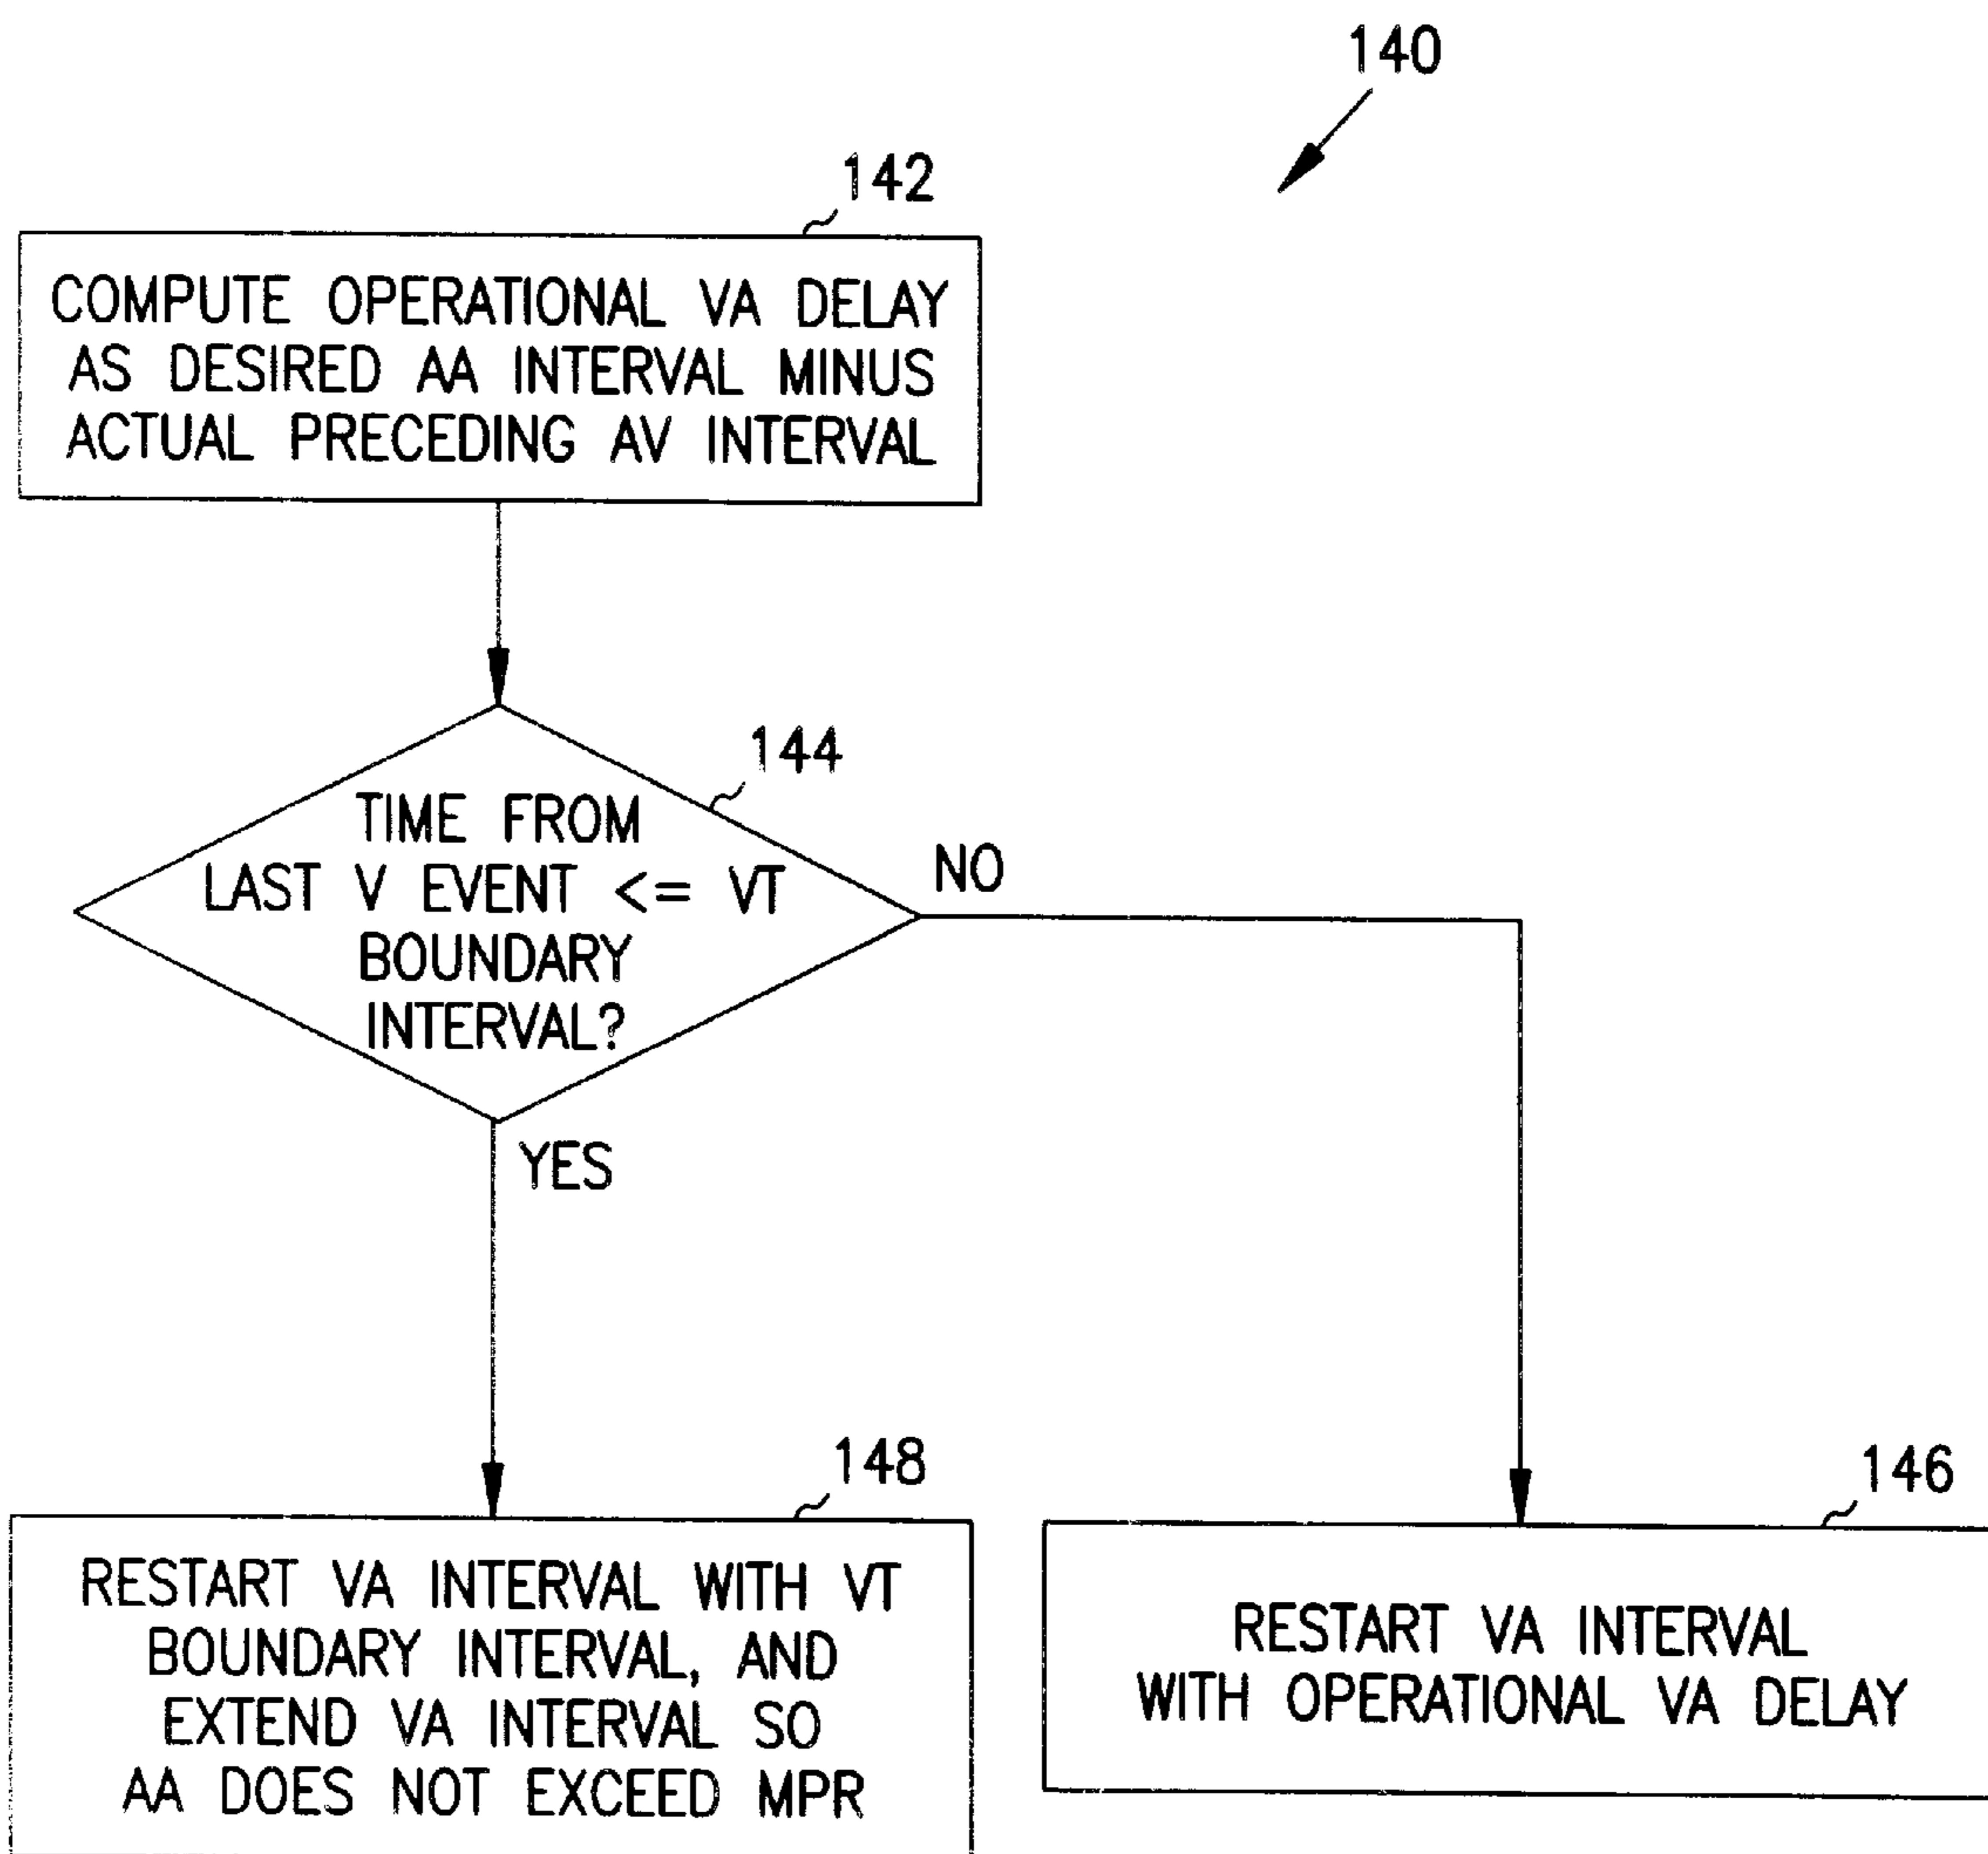 140
142
COMPUTE OPERATIONAL VA DELAY
AS DESIRED AA INTERVAL MINUS
ACTUAL PRECEDING AV INTERVAL
144
TIME FROM
LAST V EVENT <= VT
BOUNDARY
INTERVAL?
NO
YES
148
RESTART VA INTERVAL WITH VT
BOUNDARY INTERVAL, AND
EXTEND VA INTERVAL SO
AA DOES NOT EXCEED MPR
146
RESTART VA INTERVAL
WITH OPERATIONAL VA DELAY